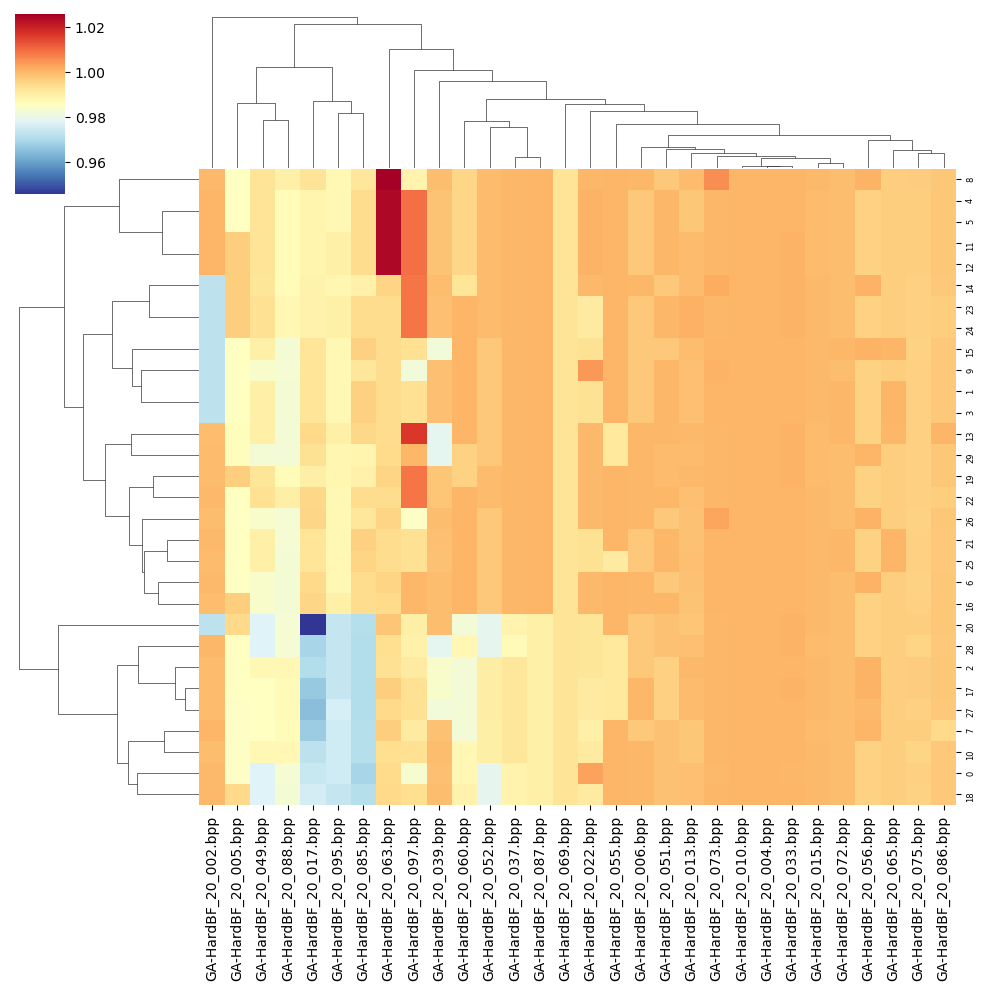 1.02
1.00
0.98
0.96
8
4
5
11
12
14
23
24
15
9
1
3
13
29
19
22
26
21
25
6
16
20
28
2
17
27
7
10
0
18
GA-HardBF_20_002.bpp
GA-HardBF_20_005.bpp
GA-HardBF_20_049.bpp
GA-HardBF_20_088.bpp
GA-HardBF_20_017.bpp
GA-HardBF_20_095.bpp
GA-HardBF_20_085.bpp
GA-HardBF_20_063.bpp
GA-HardBF_20_097.bpp
GA-HardBF_20_039.bpp
GA-HardBF_20_060.bpp
GA-HardBF_20_052.bpp
GA-HardBF_20_037.bpp
GA-HardBF_20_087.bpp
GA-HardBF_20_069.bpp
GA-HardBF_20_022.bpp
GA-HardBF_20_055.bpp
GA-HardBF_20_006.bpp
GA-HardBF_20_051.bpp
GA-HardBF_20_013.bpp
GA-HardBF_20_073.bpp
GA-HardBF_20_010.bpp
GA-HardBF_20_004.bpp
GA-HardBF_20_033.bpp
GA-HardBF_20_015.bpp
GA-HardBF_20_072.bpp
GA-HardBF_20_056.bpp
GA-HardBF_20_065.bpp
GA-HardBF_20_075.bpp
GA-HardBF_20_086.bpp